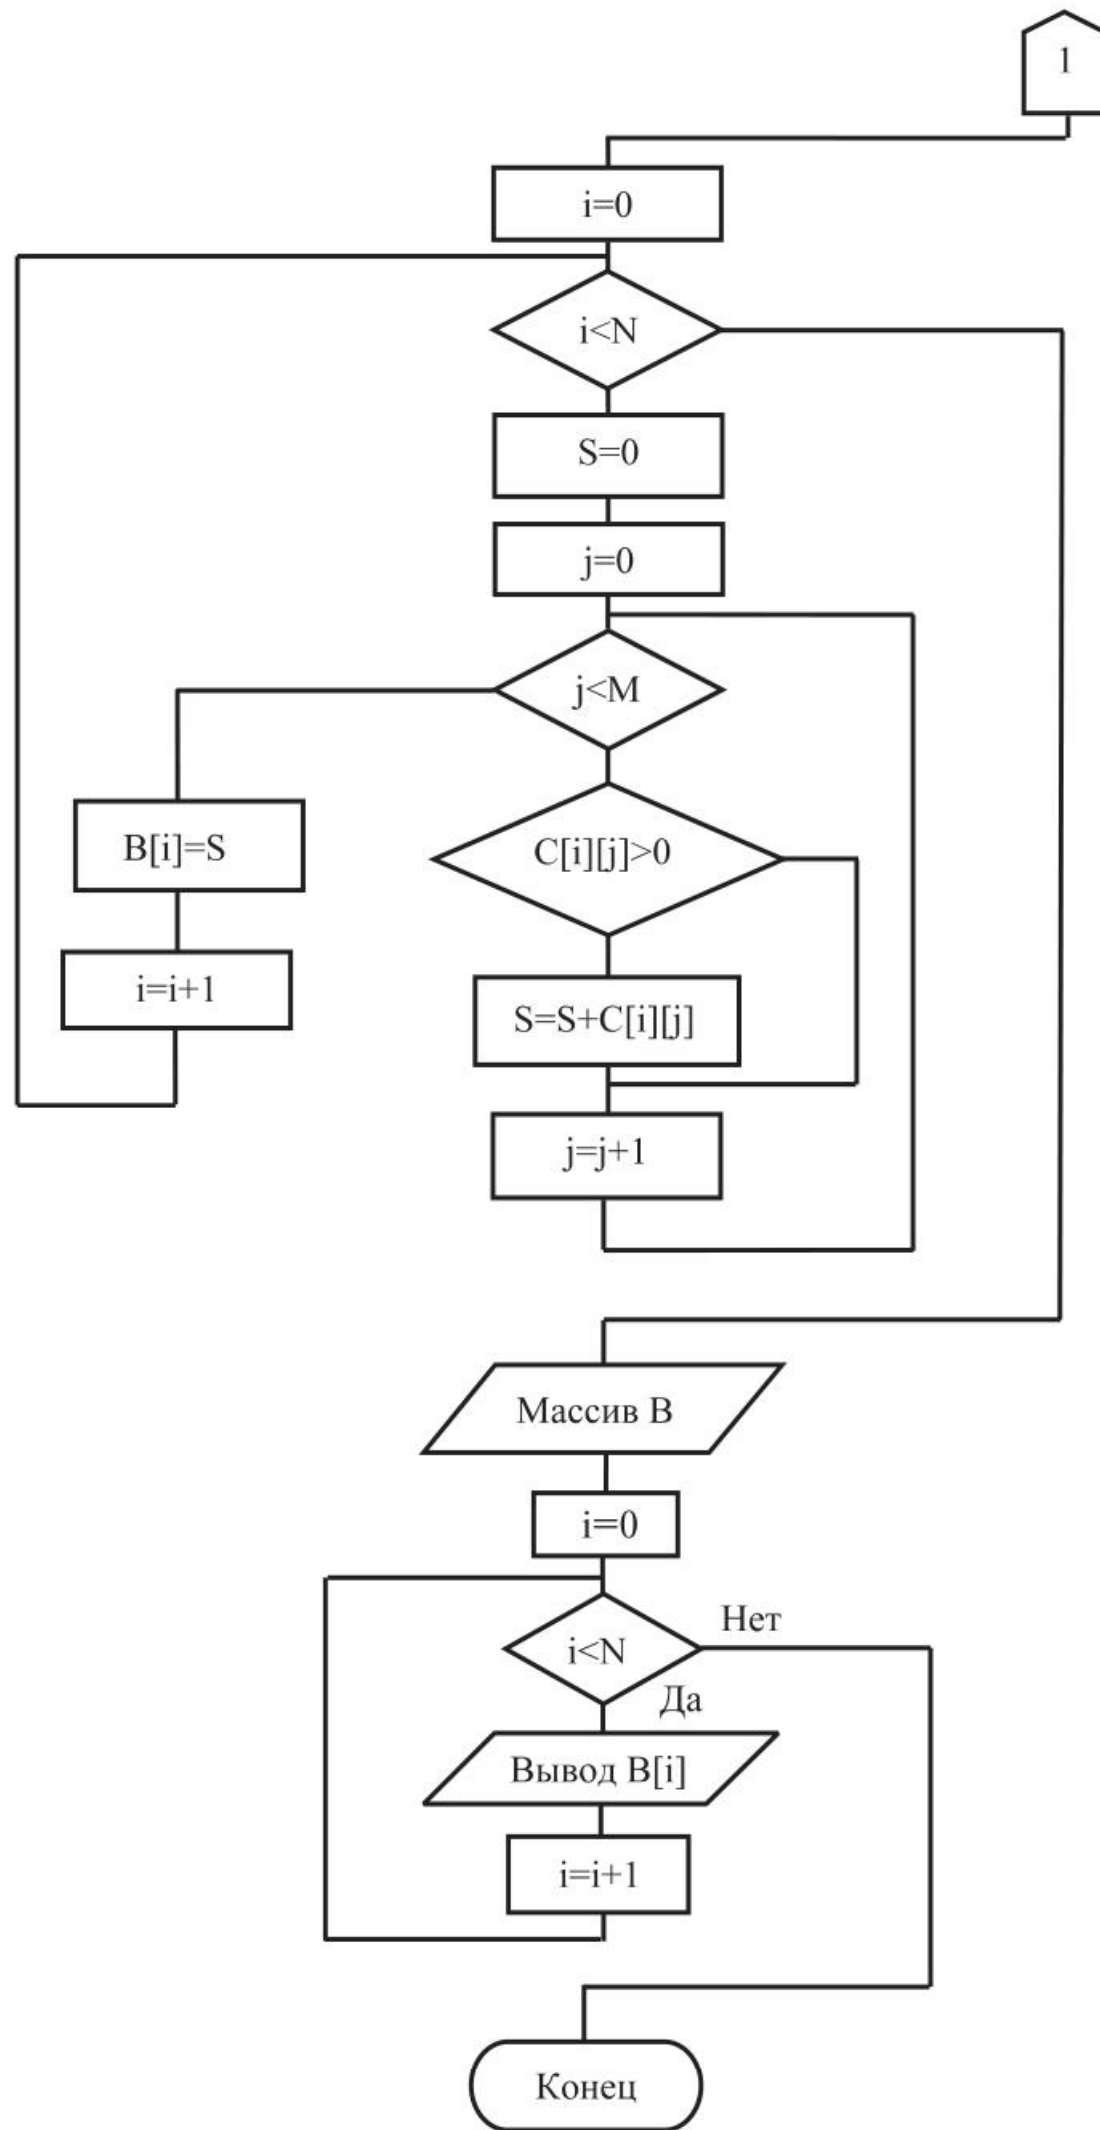 1
i=0
i<N
S=0
j=0
j<M
B[i]=S
C[i][j]>0
i=i+1
S=S+C[i][j]
j=j+1
Массив B
i=0
Нет
i<N
Да
Вывод B[i]
i=i+1
Конец